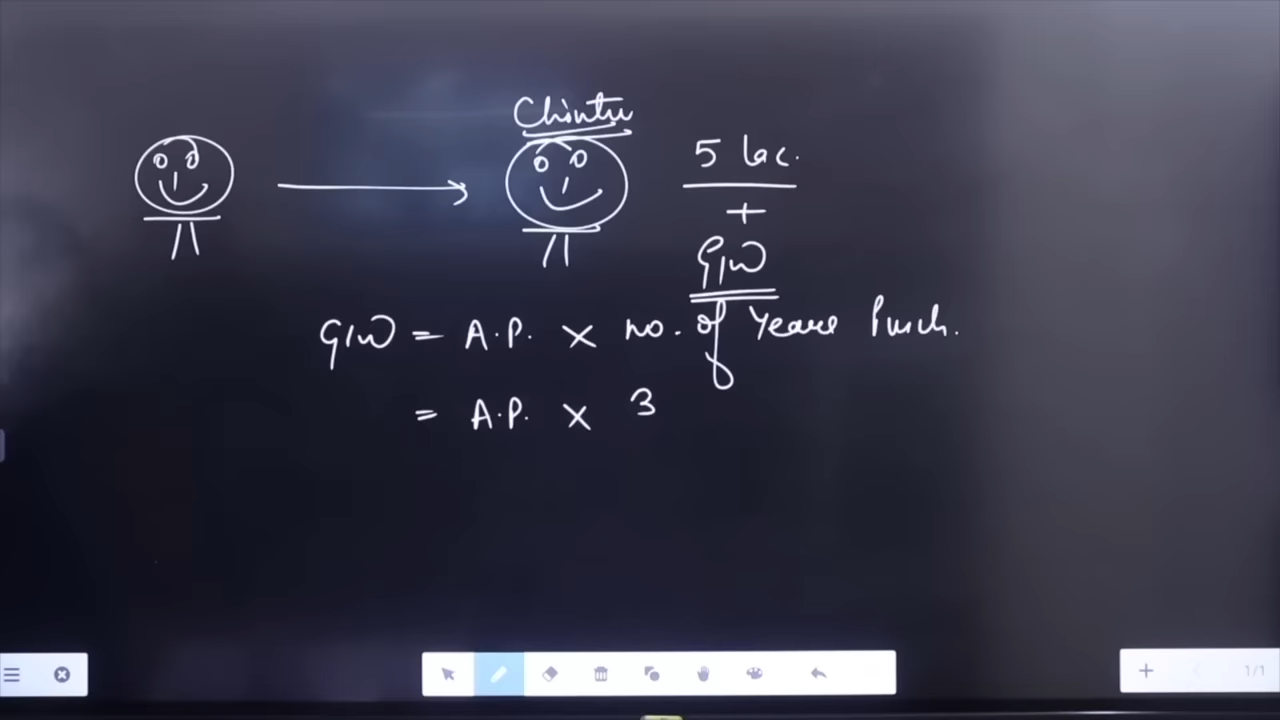 Chintu
5 lac.
+
G/W
G/W = A.P. × no. of Years Purch.
= A.P. × 3
1/1